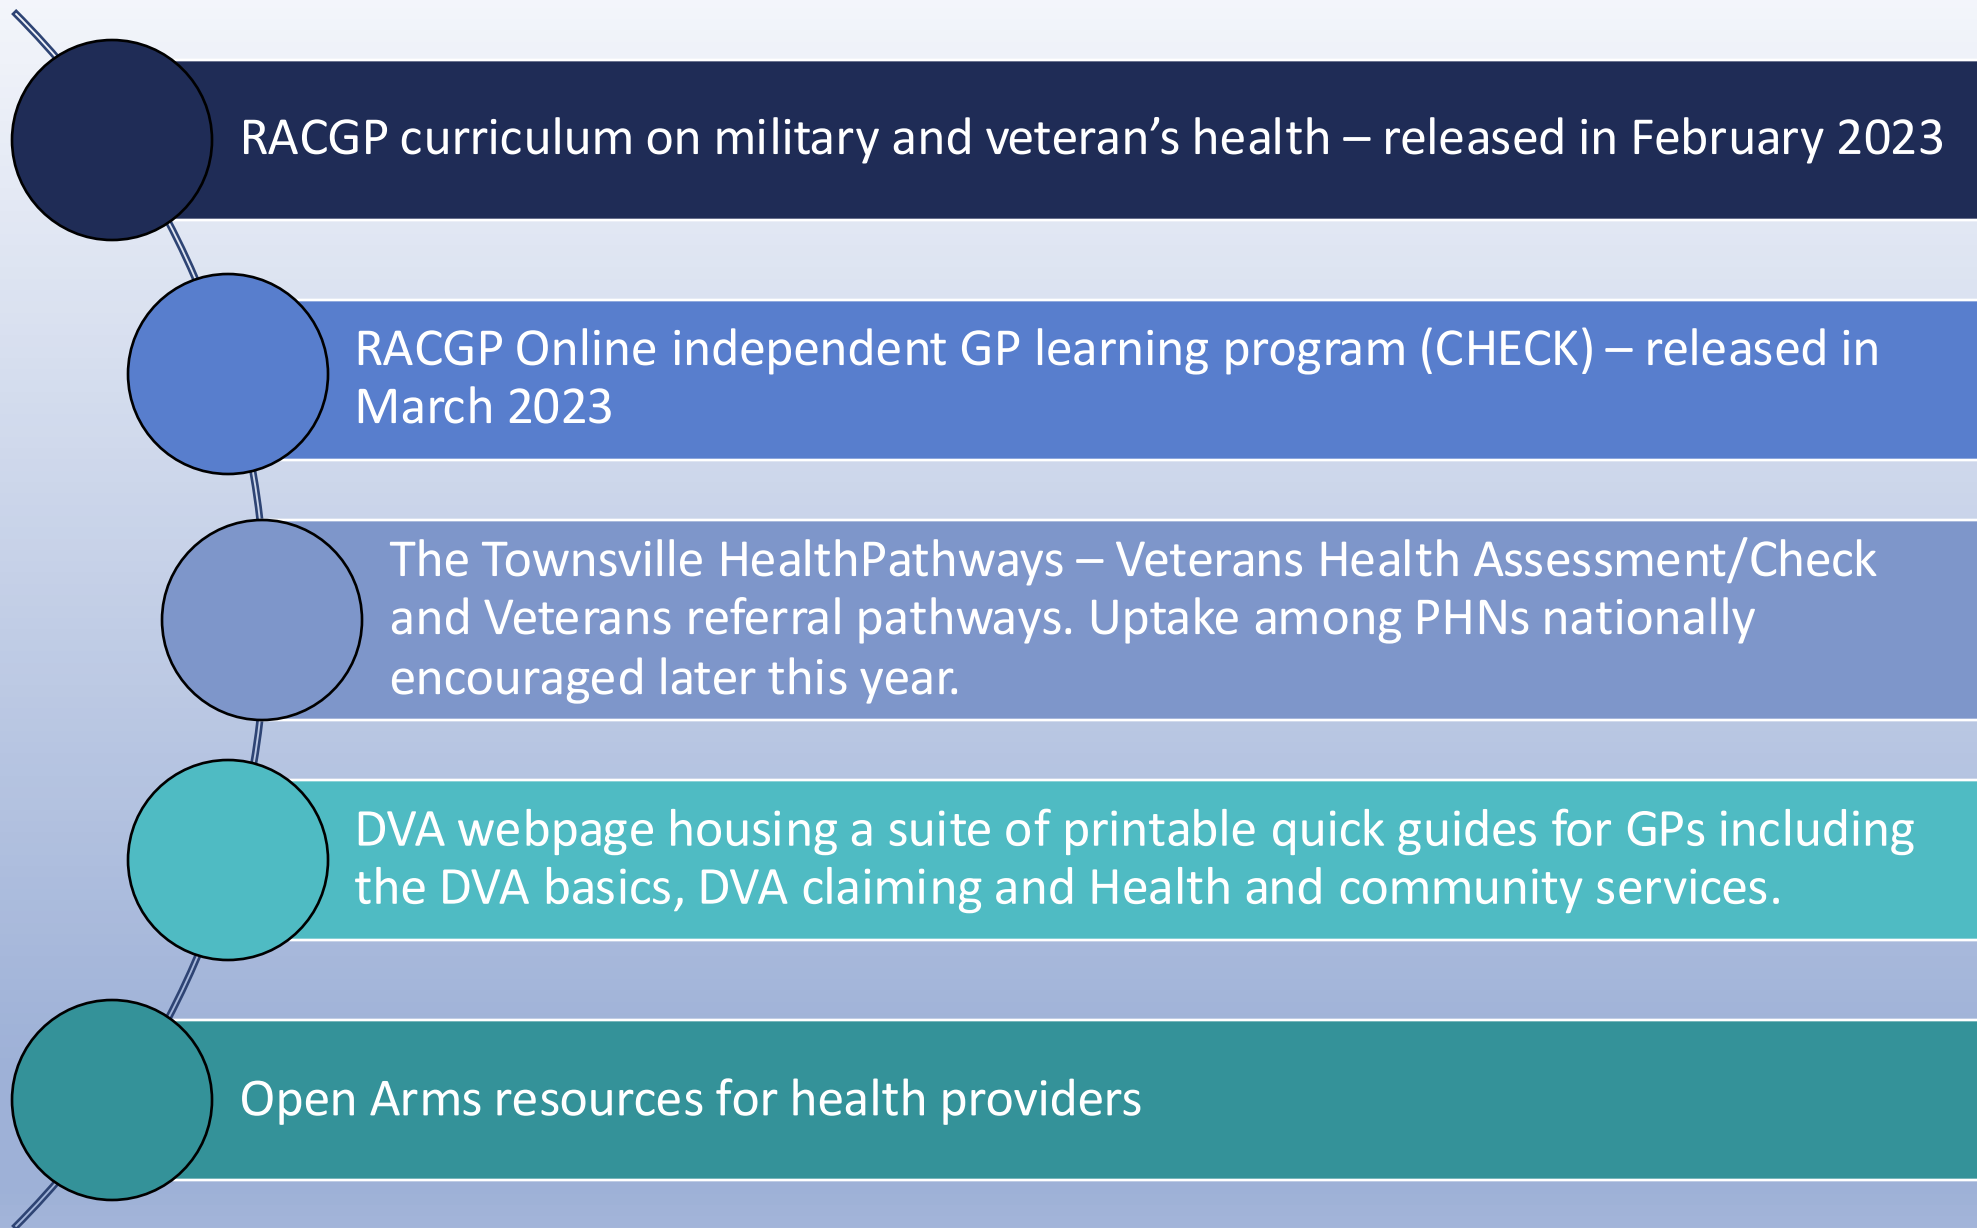 RACGP curriculum on military and veteran’s health – released in February 2023
RACGP Online independent GP learning program (CHECK) – released in
March 2023
The Townsville HealthPathways – Veterans Health Assessment/Check
and Veterans referral pathways. Uptake among PHNs nationally
encouraged later this year.
DVA webpage housing a suite of printable quick guides for GPs including
the DVA basics, DVA claiming and Health and community services.
Open Arms resources for health providers